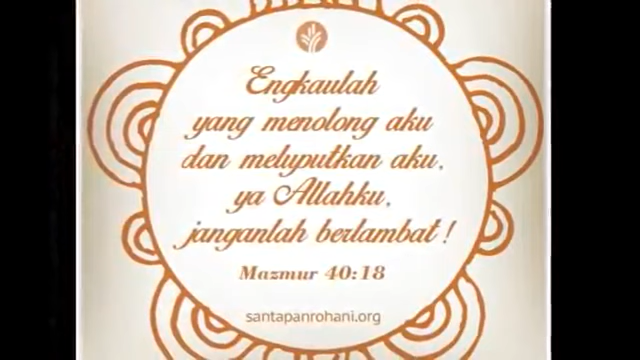 Engkaulah
yang menolong aku
dan meluputkan aku,
ya Allahku,
janganlah berlambat!
Mazmur 40:18
santapanrohani.org